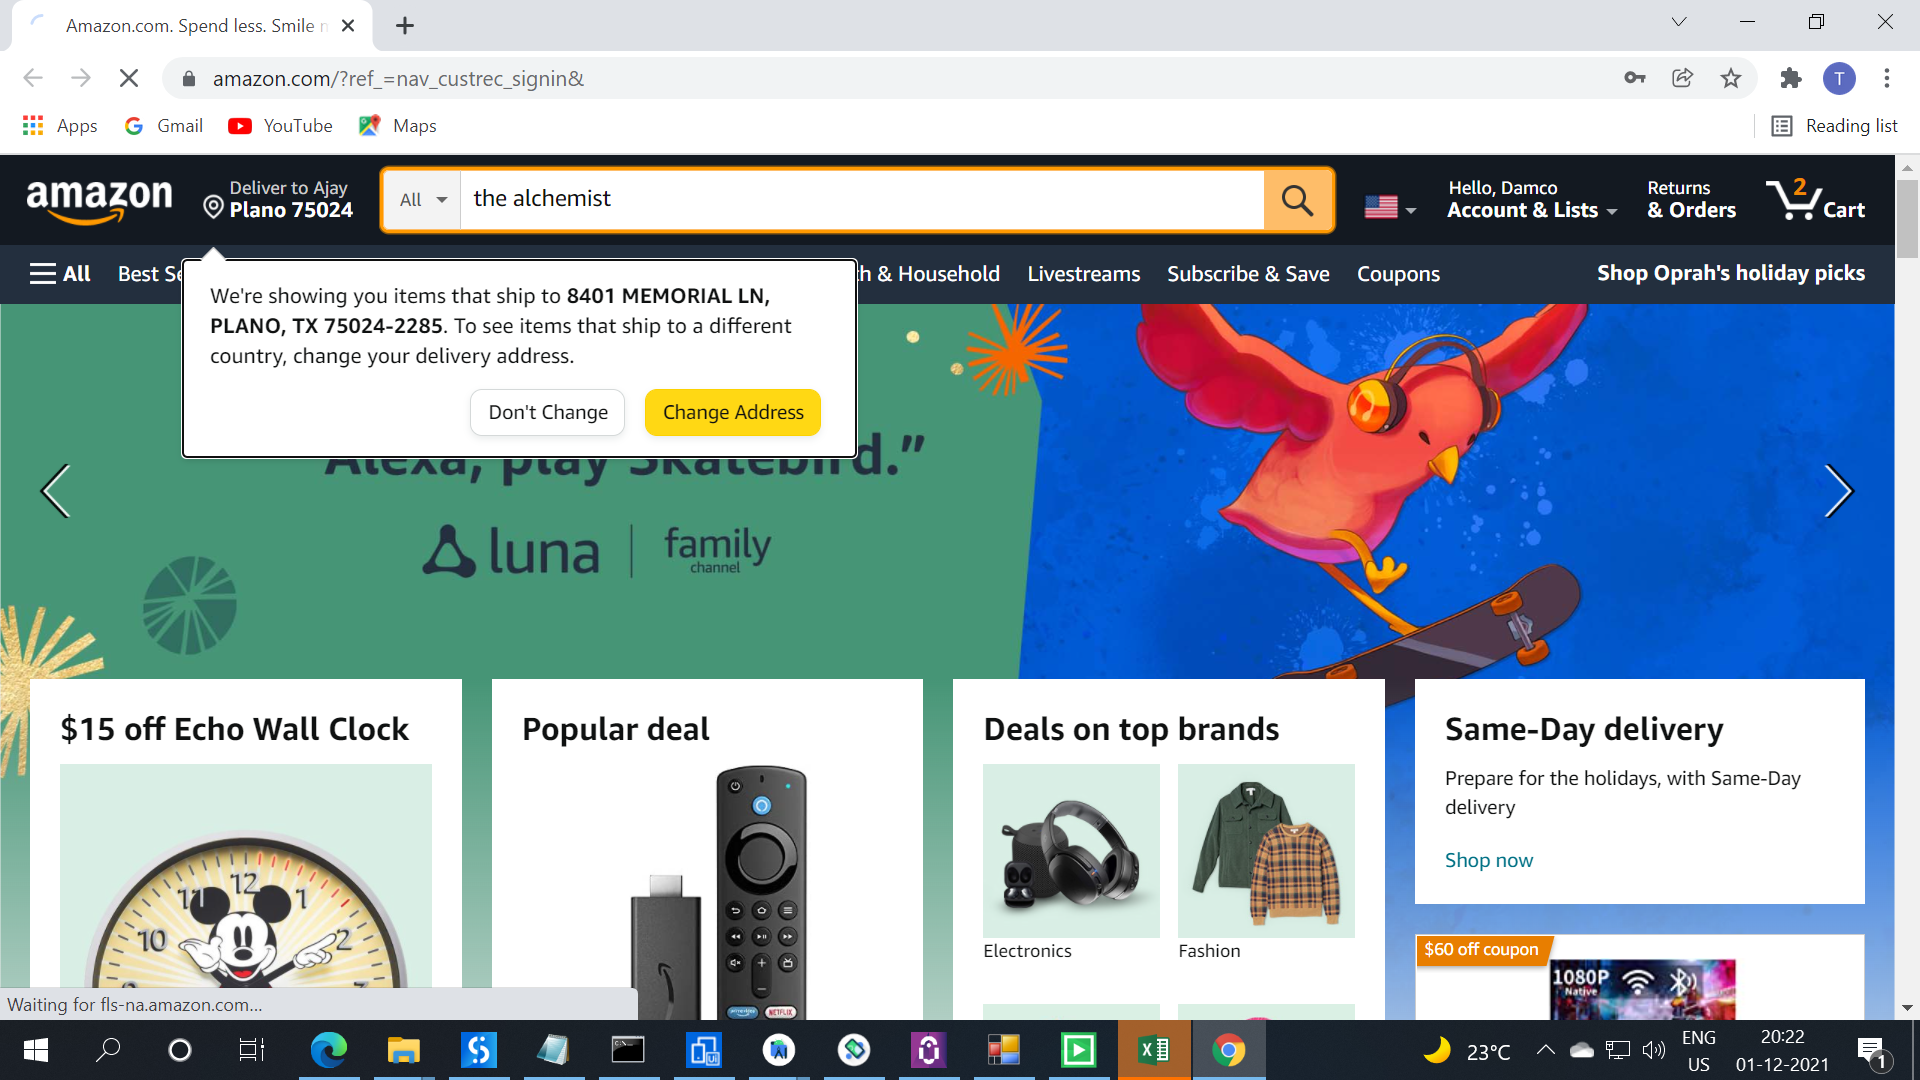 Amazon.com. Spend less. Smile
amazon.com/?ref_=nav_custrec_signin&
T
Apps
Gmail
YouTube
Maps
Reading list
amazon
Deliver to Ajay
Plano 75024
All
the alchemist
Hello, Damco
Account & Lists
Returns
& Orders
2
Cart
All
Best Se
h & Household
Livestreams
Subscribe & Save
Coupons
Shop Oprah's holiday picks
We're showing you items that ship to 8401 MEMORIAL LN,
PLANO, TX 75024-2285. To see items that ship to a different
country, change your delivery address.
Don't Change
Change Address
Alexa, play Skatebird.”
luna
family
channel
$15 off Echo Wall Clock
Popular deal
Deals on top brands
Same-Day delivery
Prepare for the holidays, with Same-Day
delivery
Shop now
11
12
1
10
2
NETFLIX
Electronics
Fashion
$60 off coupon
1080P
Native
Waiting for fls-na.amazon.com...
23°C
ENG
US
20:22
01-12-2021
1